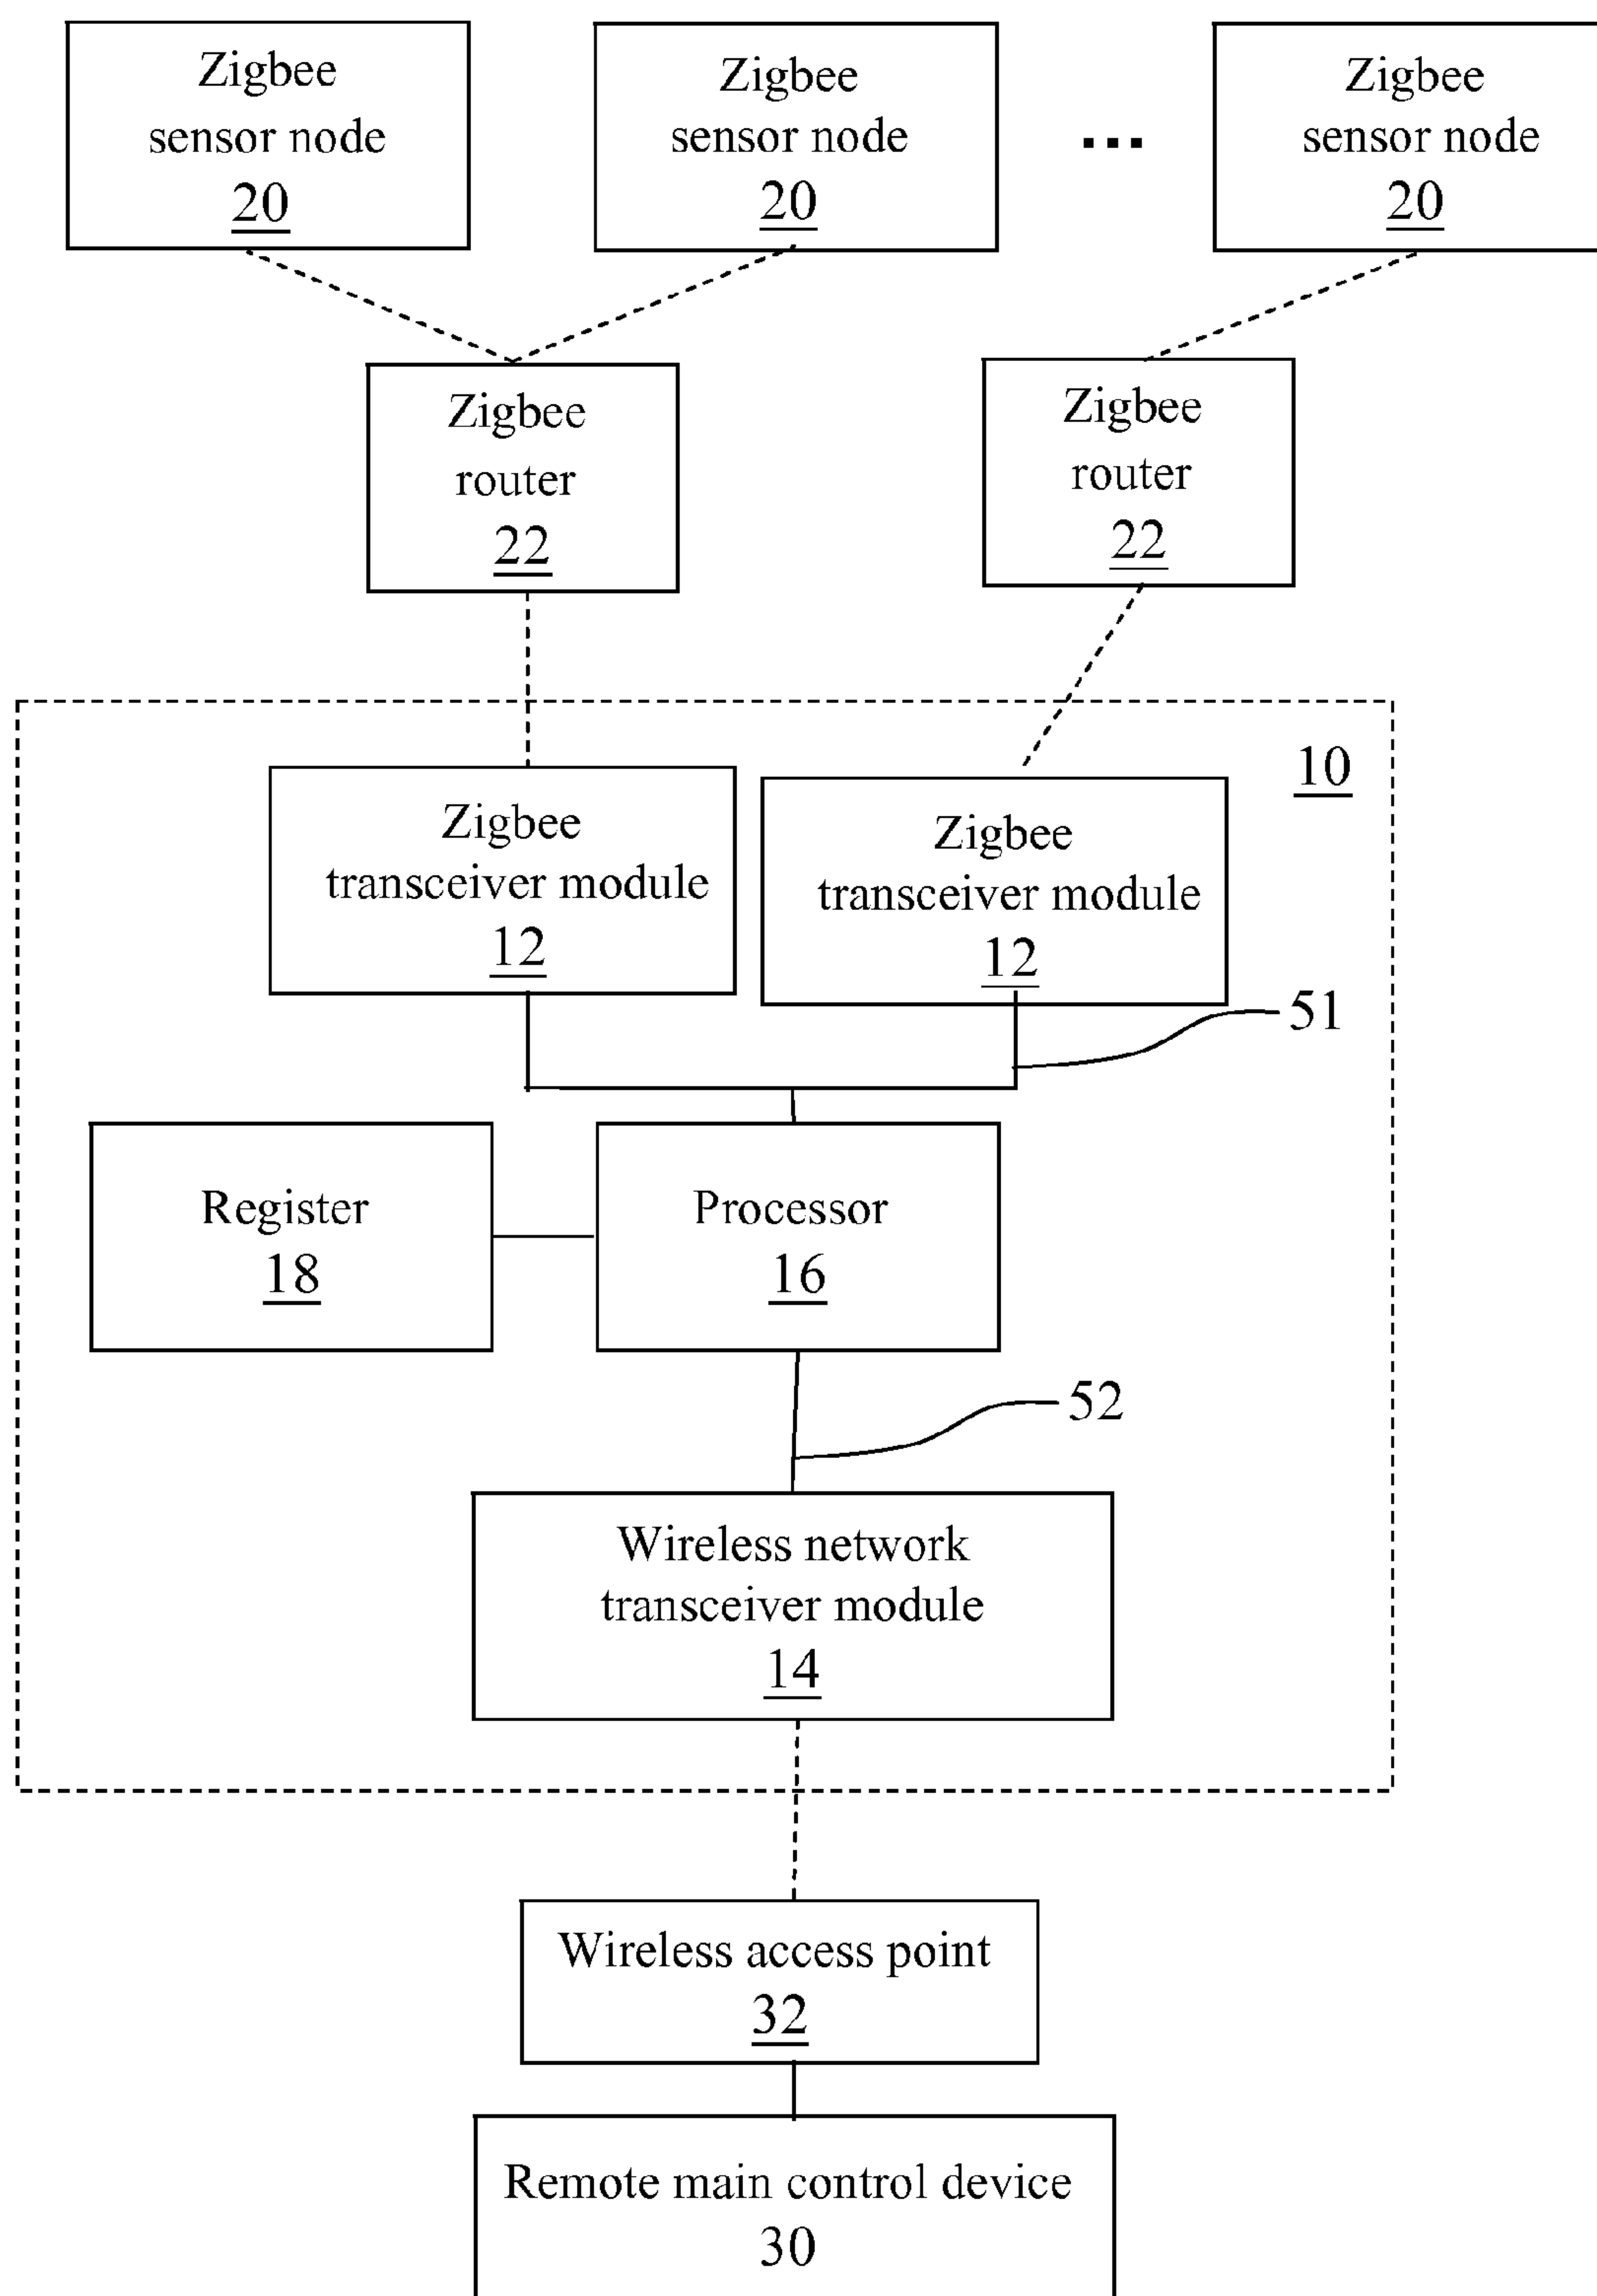 Zigbee
sensor node
20
Zigbee
sensor node
20
...
Zigbee
sensor node
20
Zigbee
router
22
Zigbee
router
22
10
Zigbee
transceiver module
12
Zigbee
transceiver module
12
51
Register
18
Processor
16
52
Wireless network
transceiver module
14
Wireless access point
32
Remote main control device
30